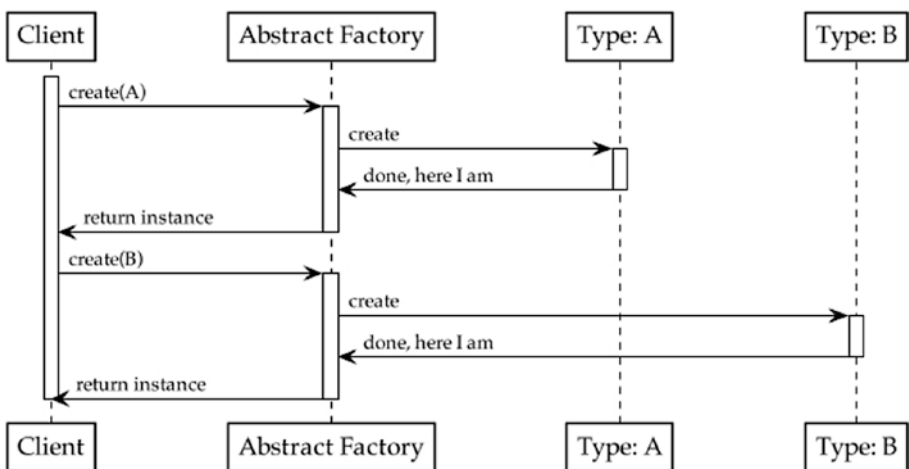 Client
Abstract Factory
Type: A
Type: B
create(A)
create
done, here I am
return instance
create(B)
create
done, here I am
return instance
Client
Abstract Factory
Type: A
Type: B